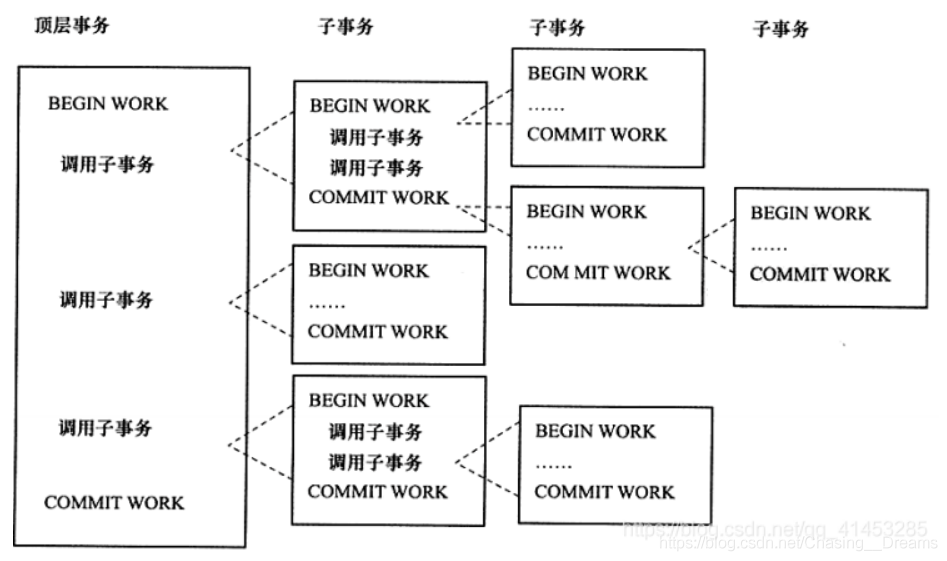 顶层事务
子事务
子事务
子事务
BEGIN WORK
调用子事务
调用子事务
调用子事务
COMMIT WORK
BEGIN WORK
调用子事务
调用子事务
COMMIT WORK
BEGIN WORK
......
COMMIT WORK
BEGIN WORK
调用子事务
调用子事务
COMMIT WORK
BEGIN WORK
......
COMMIT WORK
BEGIN WORK
......
COM MIT WORK
BEGIN WORK
......
COMMIT WORK
BEGIN WORK
......
COMMIT WORK
https://blog.csdn.net/qq_41453285
https://blog.csdn.net/Chasing__Dreams